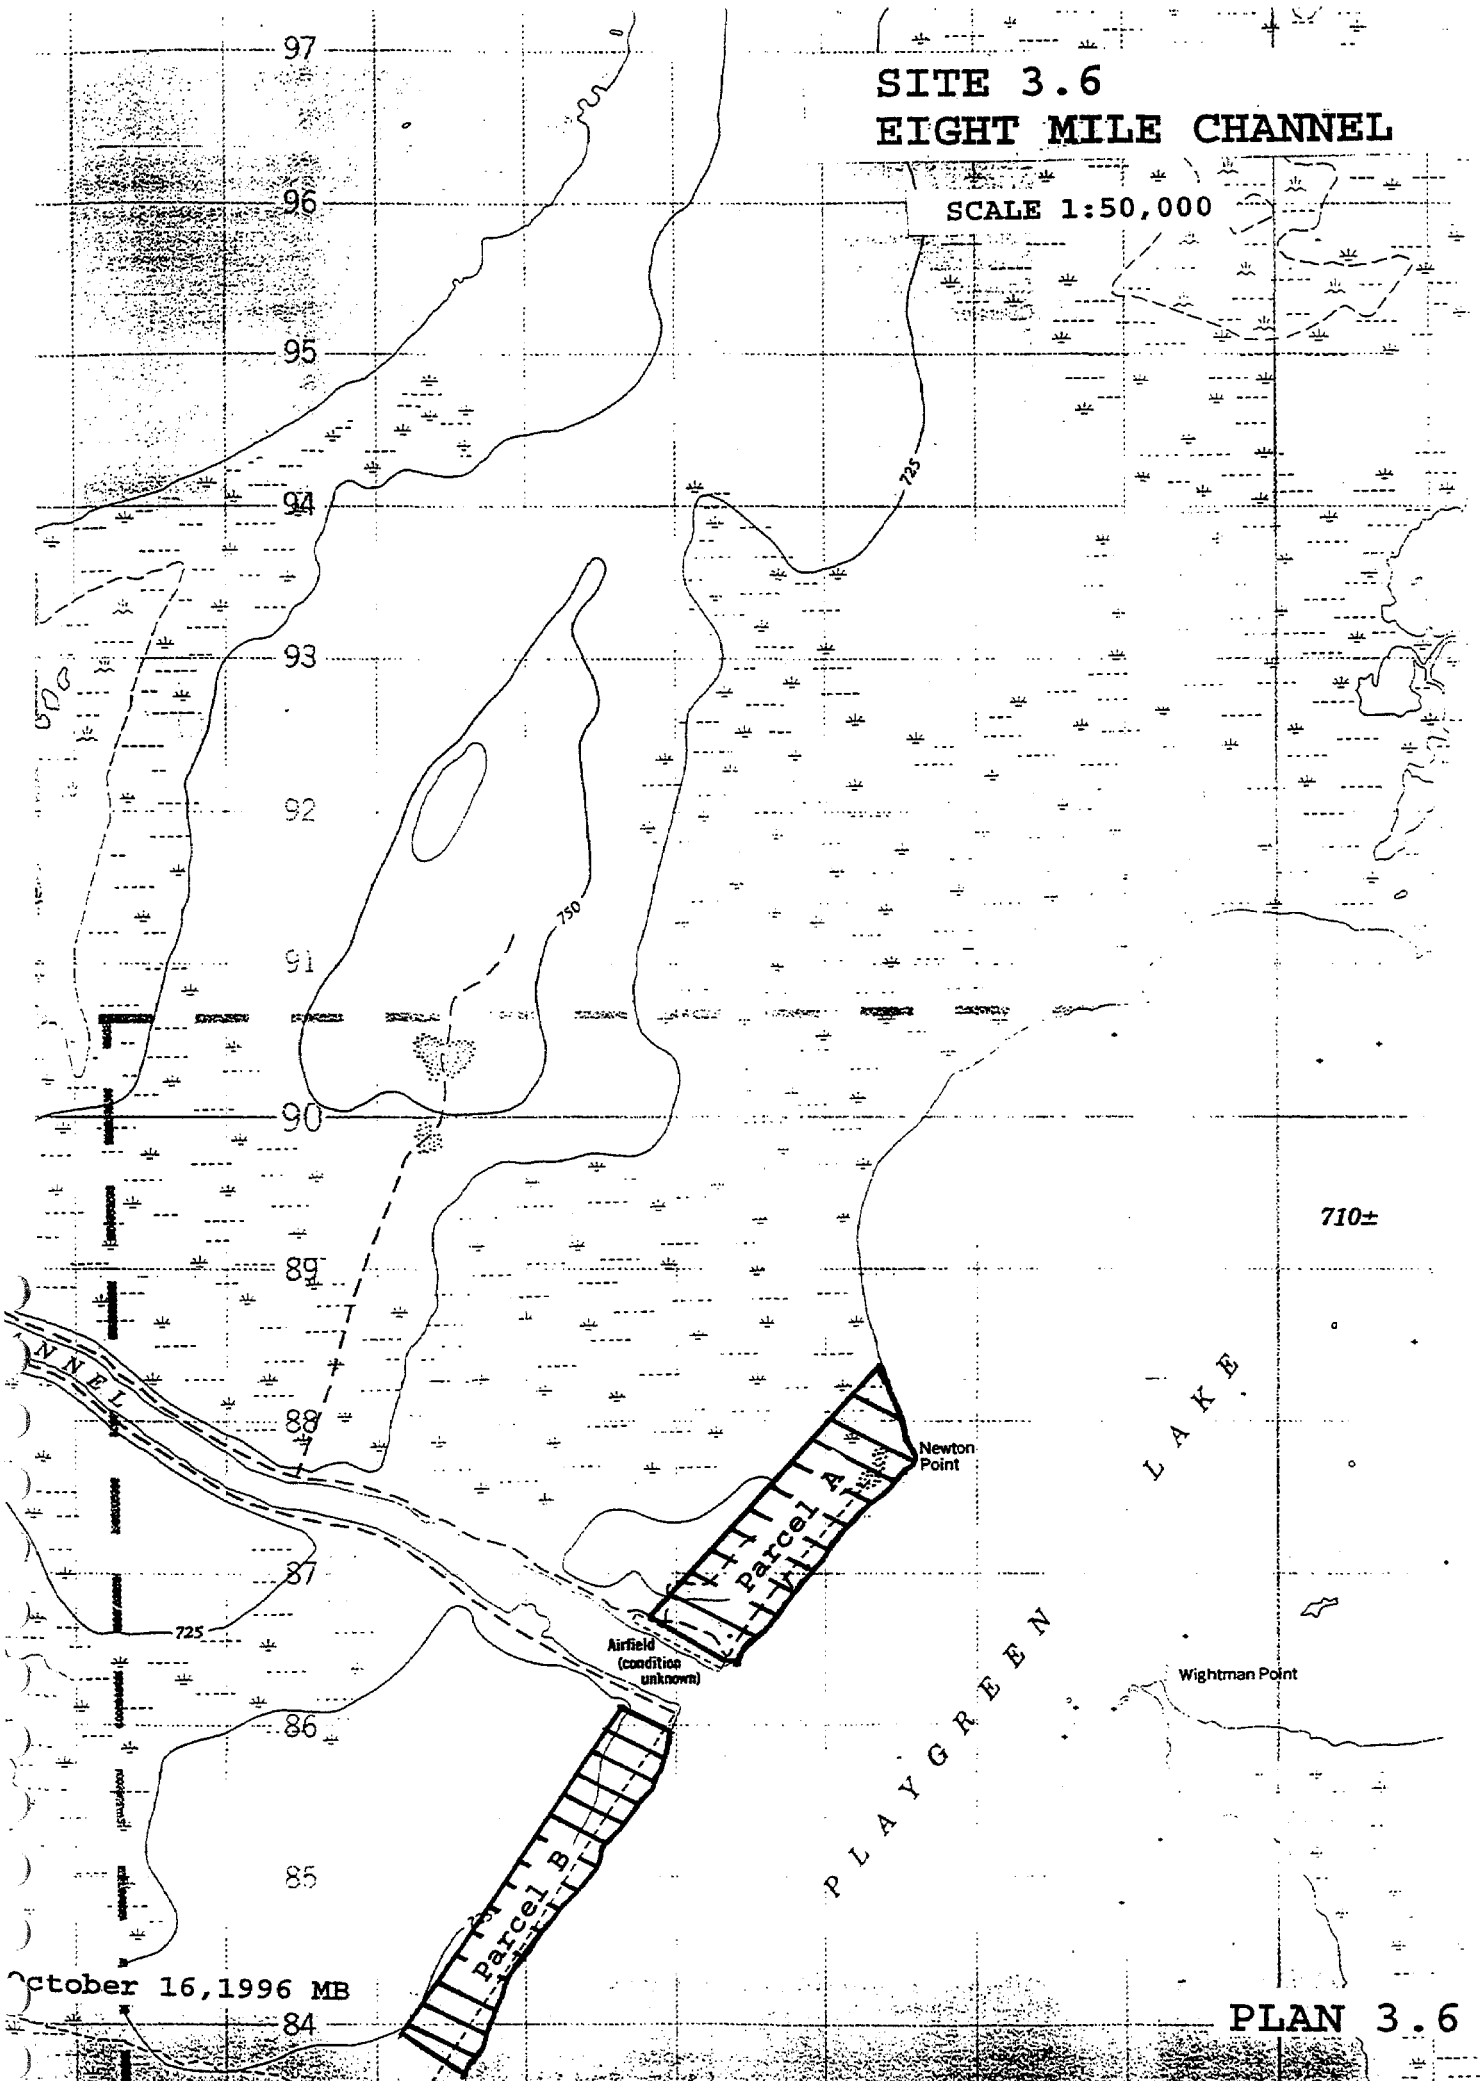 97
SITE 3.6
EIGHT MILE CHANNEL
96
SCALE 1:50,000
95
725
94
93
92
750
91
90
710±
89
NNEL
88
LAKE
Newton
Point
Parcel A
87
725
Airfield
(condition
unknown)
PLAYGREEN
Wightman Point
86
Parcel B
85
ctober 16,1996 MB
84
PLAN 3.6